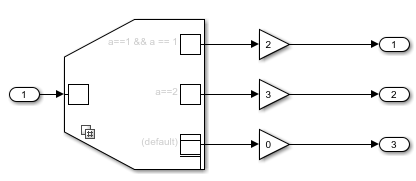 a==1 && a == 1
2
1
1
a==2
3
2
(default)
0
3